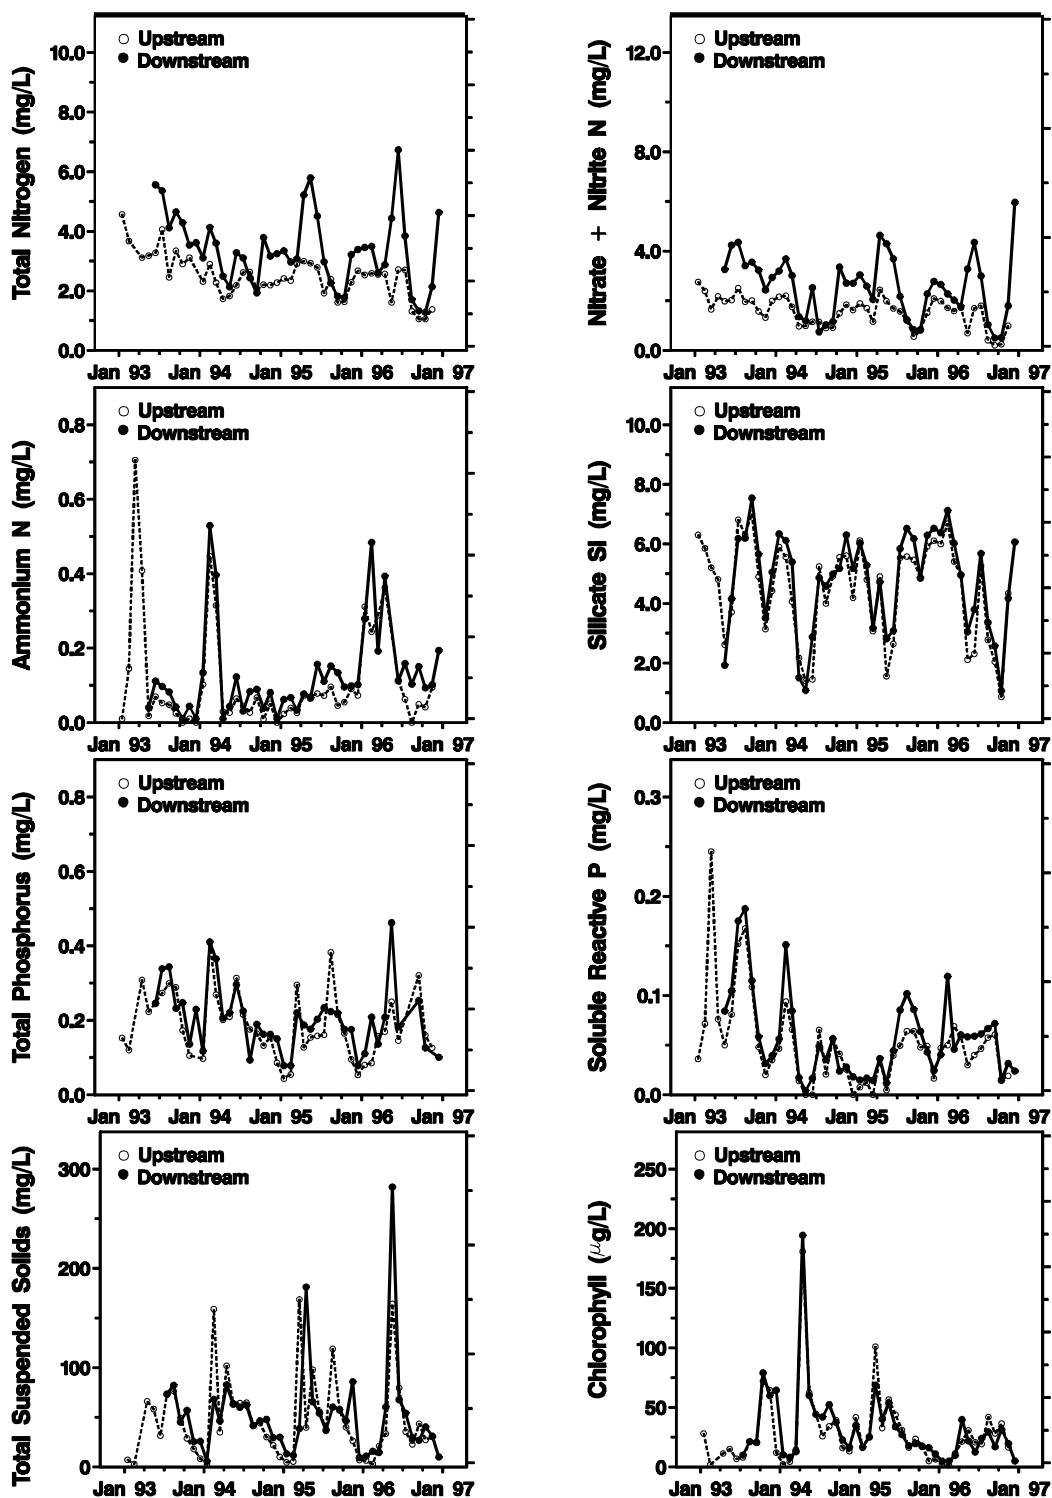 Total Nitrogen (mg/L)
○ Upstream
● Downstream
10.0
8.0
6.0
4.0
2.0
0.0
Jan 93 Jan 94 Jan 95 Jan 96 Jan 97
Nitrate + Nitrite N (mg/L)
○ Upstream
● Downstream
12.0
8.0
4.0
0.0
Jan 93 Jan 94 Jan 95 Jan 96 Jan 97
Ammonium N (mg/L)
○ Upstream
● Downstream
0.8
0.6
0.4
0.2
0.0
Jan 93 Jan 94 Jan 95 Jan 96 Jan 97
Silicate Si (mg/L)
○ Upstream
● Downstream
10.0
8.0
6.0
4.0
2.0
0.0
Jan 93 Jan 94 Jan 95 Jan 96 Jan 97
Total Phosphorus (mg/L)
○ Upstream
● Downstream
0.8
0.6
0.4
0.2
0.0
Jan 93 Jan 94 Jan 95 Jan 96 Jan 97
Soluble Reactive P (mg/L)
○ Upstream
● Downstream
0.3
0.2
0.1
0.0
Jan 93 Jan 94 Jan 95 Jan 96 Jan 97
Total Suspended Solids (mg/L)
○ Upstream
● Downstream
300
200
100
0
Jan 93 Jan 94 Jan 95 Jan 96 Jan 97
Chlorophyll (μg/L)
○ Upstream
● Downstream
250
200
150
100
50
0
Jan 93 Jan 94 Jan 95 Jan 96 Jan 97